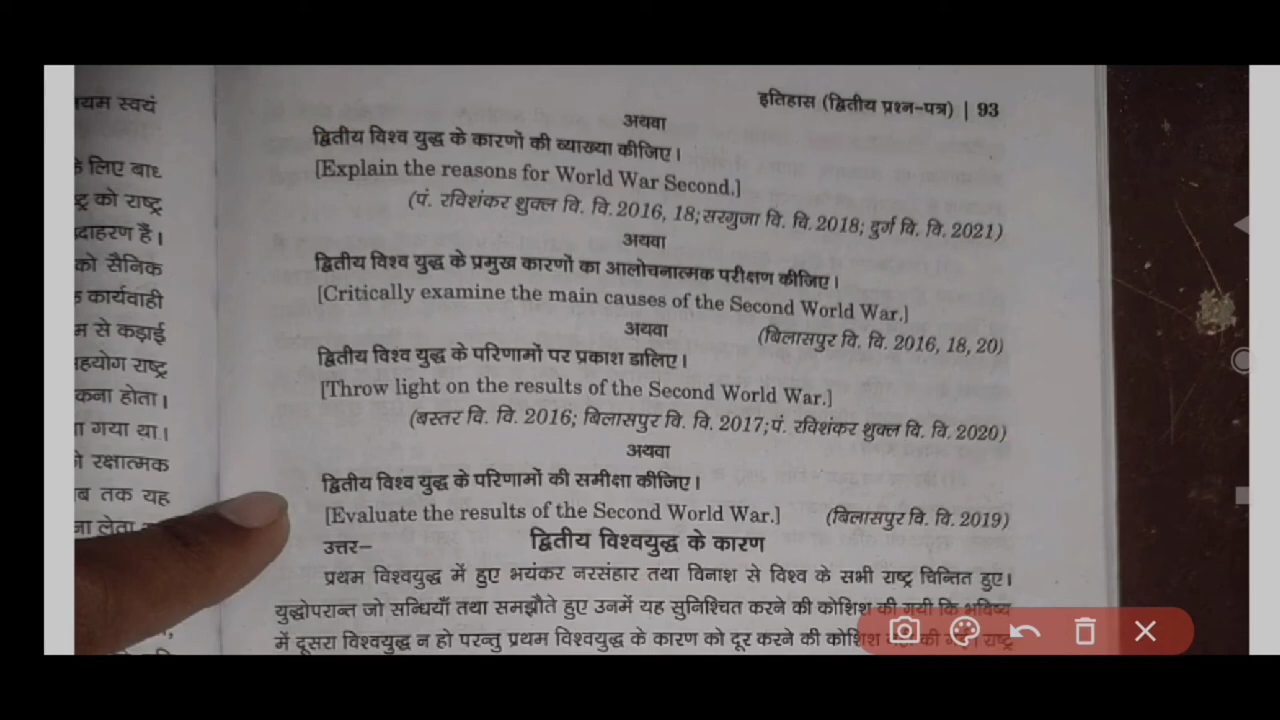 इतिहास (द्वितीय प्रश्न-पत्र) | 93
अथवा
द्वितीय विश्व युद्ध के कारणों की व्याख्या कीजिए।
[Explain the reasons for World War Second.]
(पं. रविशंकर शुक्ल वि. वि. 2016, 18; सरगुजा वि. वि. 2018; दुर्ग वि. वि. 2021)
अथवा
द्वितीय विश्व युद्ध के प्रमुख कारणों का आलोचनात्मक परीक्षण कीजिए।
[Critically examine the main causes of the Second World War.]
अथवा (बिलासपुर वि. वि. 2016, 18, 20)
द्वितीय विश्व युद्ध के परिणामों पर प्रकाश डालिए।
[Throw light on the results of the Second World War.]
(बस्तर वि. वि. 2016; बिलासपुर वि. वि. 2017; पं. रविशंकर शुक्ल वि. वि. 2020)
अथवा
द्वितीय विश्व युद्ध के परिणामों की समीक्षा कीजिए।
[Evaluate the results of the Second World War.] (बिलासपुर वि. वि. 2019)
उत्तर– द्वितीय विश्वयुद्ध के कारण
प्रथम विश्वयुद्ध में हुए भयंकर नरसंहार तथा विनाश से विश्व के सभी राष्ट्र चिन्तित हुए।
युद्धोपरान्त जो सन्धियाँ तथा समझौते हुए उनमें यह सुनिश्चित करने की कोशिश की गयी कि भविष्य
में दूसरा विश्वयुद्ध न हो परन्तु प्रथम विश्वयुद्ध के कारण को दूर करने की कोशिश राष्ट्र
स्वयं
के लिए
को राष्ट्र
है।
को सैनिक
कार्यवाही
से कड़ाई
राष्ट्र
होता।
गया था।
रक्षात्मक
तक यह
लेता